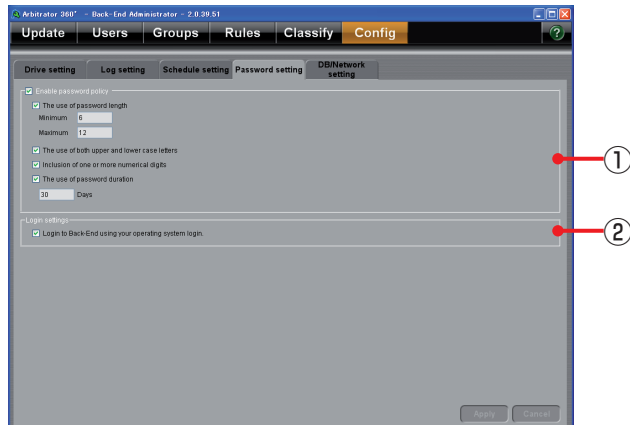 Arbitrator 360° - Back-End Administrator - 2.0.39.51
Update Users Groups Rules Classify Config ?
Drive setting Log setting Schedule setting Password setting DB/Network setting
Enable password policy
The use of password length
Minimum 6
Maximum 12
The use of both upper and lower case letters
Inclusion of one or more numerical digits
The use of password duration
30 Days
①
Login settings
Login to Back-End using your operating system login.
②
Apply Cancel